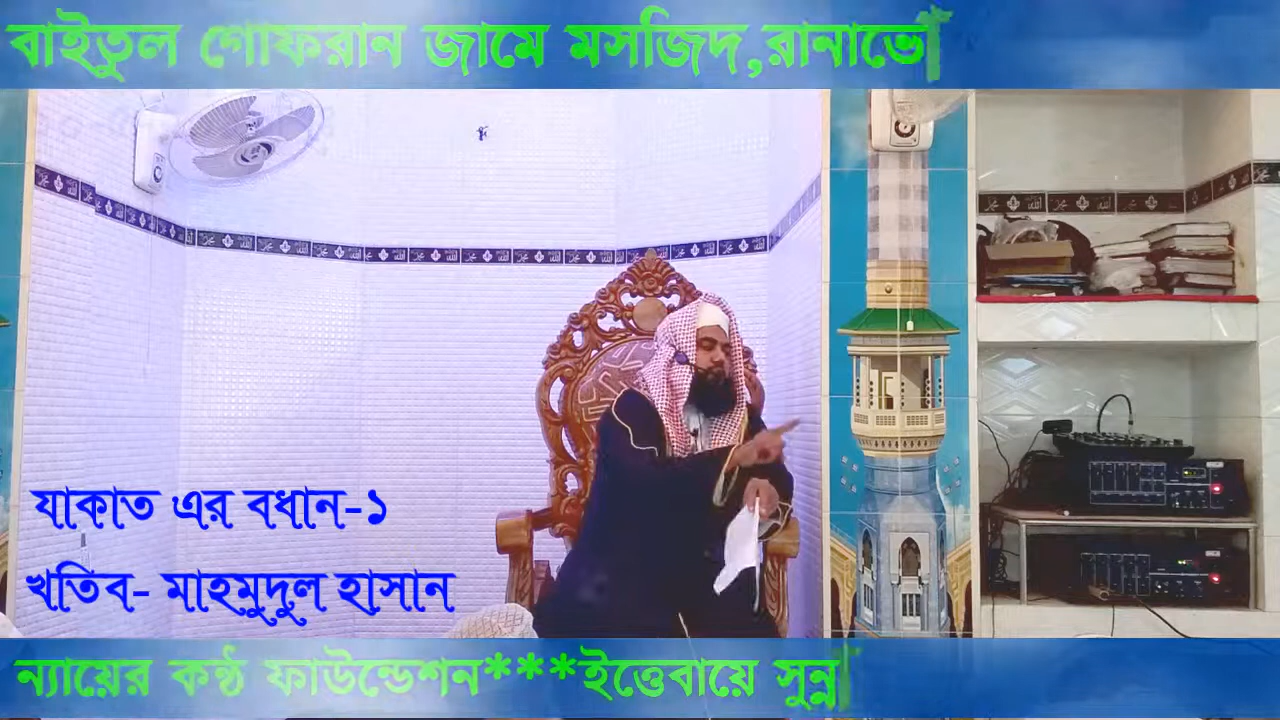 বাইতুল গোফরান জামে মসজিদ,রানাভোঁ
যাকাত এর বধান-১
খতিব- মাহমুদুল হাসান
ন্যায়ের কন্ঠ ফাউন্ডেশন***ইত্তেবায়ে সুন্না